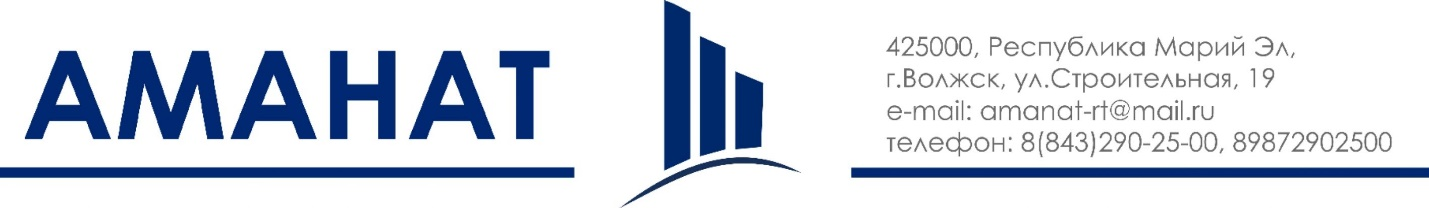 АМАНАТ
425000, Республика Марий Эл,
г.Волжск, ул.Строительная, 19
e-mail: amanat-rt@mail.ru
телефон: 8(843)290-25-00, 89872902500